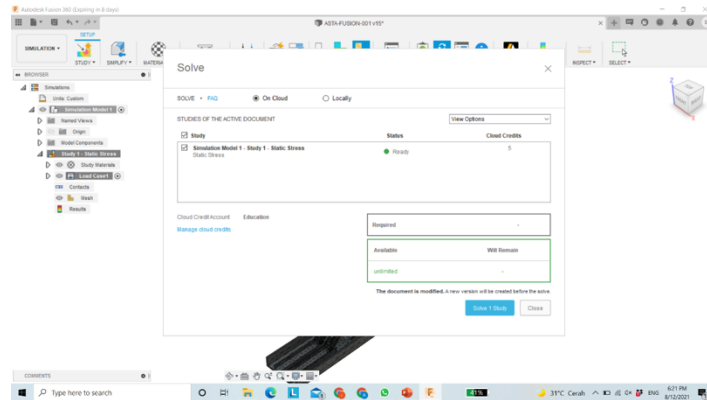 Autodesk Fusion 360 (Expiring in 8 days)
ASTA-FUSION-001 v15*
SETUP
SIMULATION
STUDY
SIMPLIFY
INSPECT
SELECT
BROWSER
Simulations
Units: Custom
Simulation Model 1
Named Views
Origin
Model Components
Study 1 - Static Stress
Study Materials
Load Case1
Contacts
Mesh
Results
Solve
SOLVE
FAQ
On Cloud
Locally
STUDIES OF THE ACTIVE DOCUMENT
View Options
Study
Status
Cloud Credits
Simulation Model 1 - Study 1 - Static Stress
Static Stress
Ready
5
Cloud Credit Account
Education
Manage cloud credits
Required
-
Available
Will Remain
unlimited
-
The document is modified. A new version will be created before the solve.
Solve 1 Study
Close
COMMENTS
Type here to search
41%
31°C Cerah
ENG
6:21 PM
8/12/2021